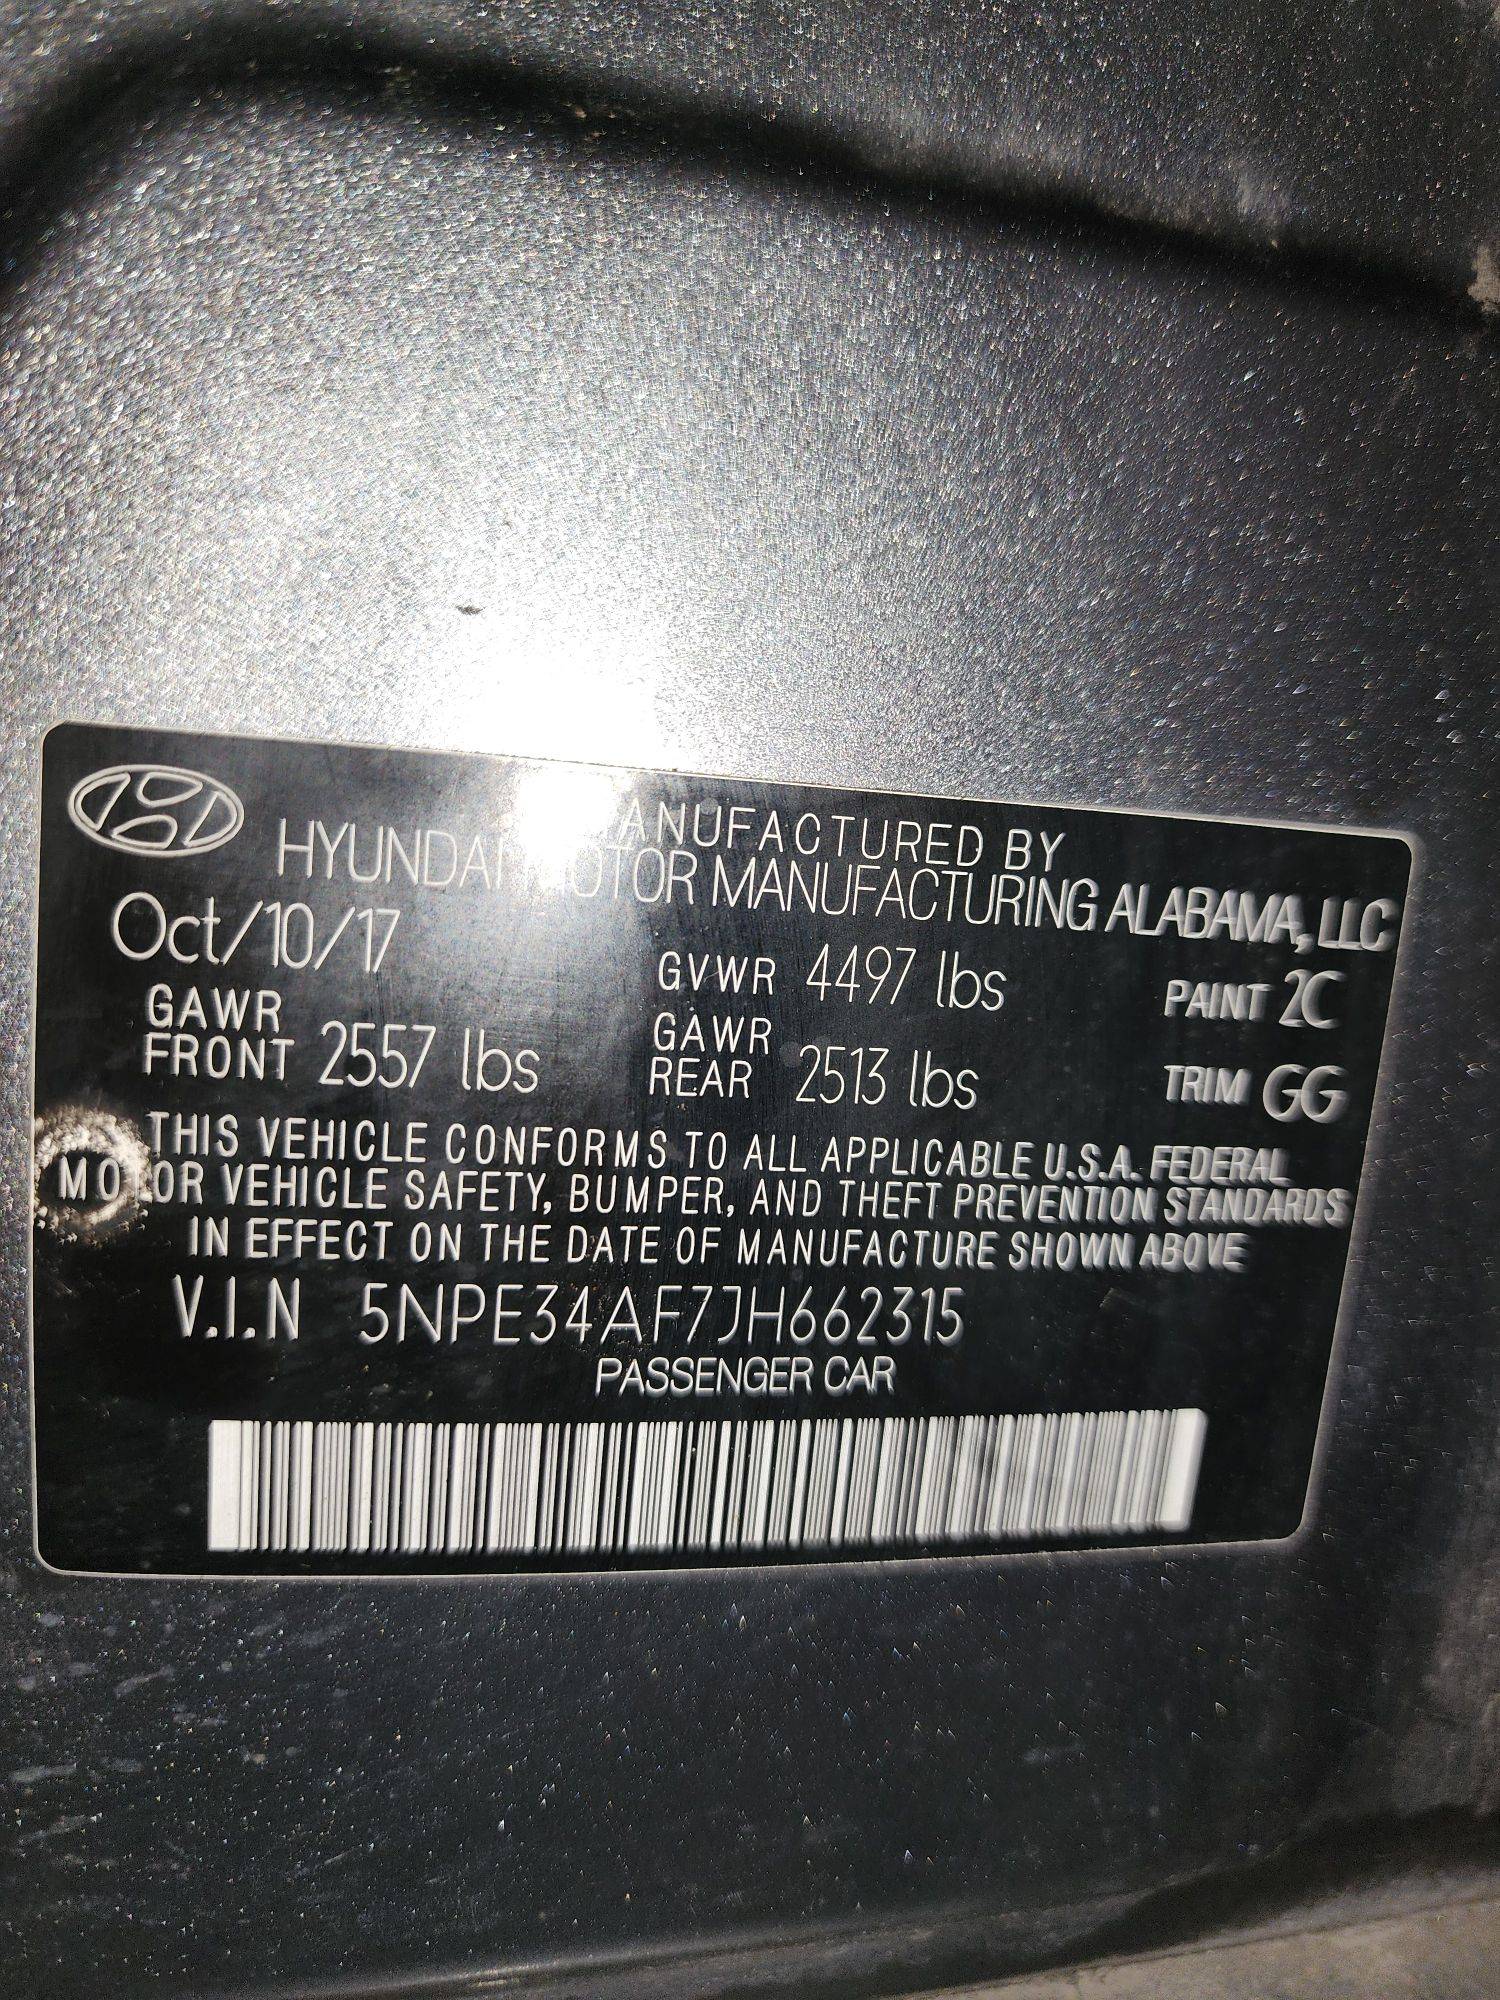 MANUFACTURED BY
HYUNDAI MOTOR MANUFACTURING ALABAMA, LLC
Oct/10/17 GVWR 4497 lbs PAINT 2C
GAWR FRONT 2557 lbs GAWR REAR 2513 lbs TRIM GG
THIS VEHICLE CONFORMS TO ALL APPLICABLE U.S.A. FEDERAL
MOTOR VEHICLE SAFETY, BUMPER, AND THEFT PREVENTION STANDARDS
IN EFFECT ON THE DATE OF MANUFACTURE SHOWN ABOVE
V.I.N 5NPE34AF7JH662315
PASSENGER CAR